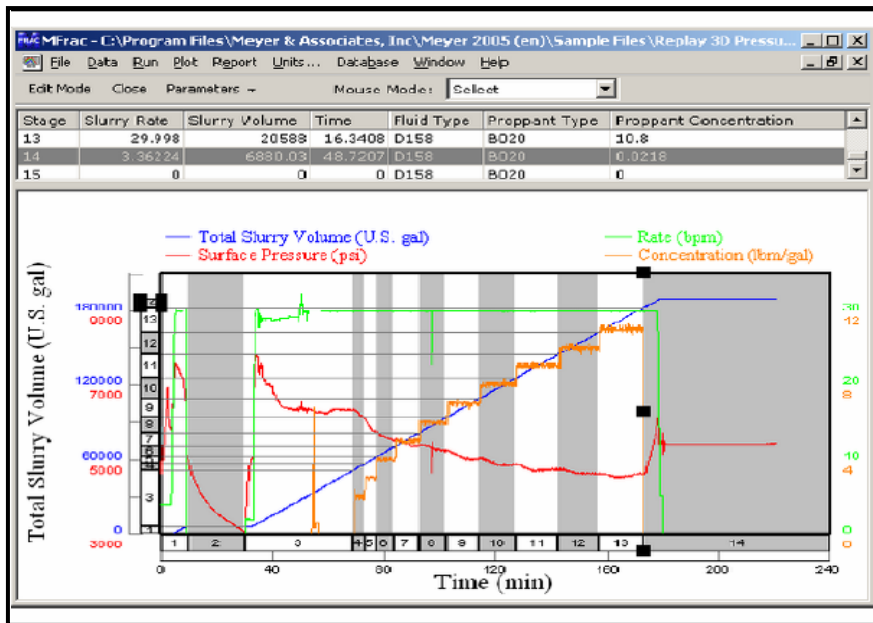 MFrac - C:\Program Files\Meyer & Associates, Inc\Meyer 2005 (en)\Sample Files\Replay 3D Pressu...
File Data Run Plot Report Units... Database Window Help
Edit Mode Close Parameters Mouse Mode: Select
Stage Slurry Rate Slurry Volume Time Fluid Type Proppant Type Proppant Concentration
13 29.998 20588 16.3408 D158 BO20 10.8
14 3.36224 6880.03 48.7207 D158 BO20 0.0218
15 0 0 0 D158 BO20 0
Total Slurry Volume (U.S. gal) Rate (bpm)
Surface Pressure (psi) Concentration (lbm/gal)
Total Slurry Volume (U.S. gal)
180000 30
9000 12
13
12
11
120000 10 20
7000 8
9
8
7
60000 10
5000 4
3
0 0
3000 0
1 2 3 4 5 6 7 8 9 10 11 12 13 14
0 40 80 120 160 200 240
Time (min)